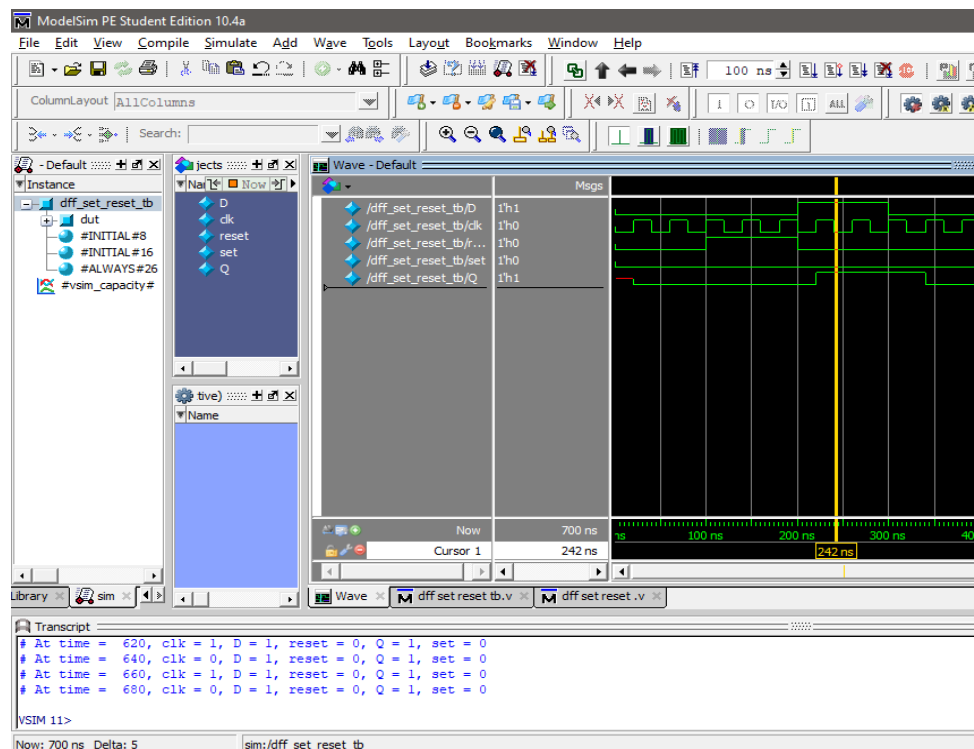 ModelSim PE Student Edition 10.4a
File Edit View Compile Simulate Add Wave Tools Layout Bookmarks Window Help
100 ns
ColumnLayout AllColumns
1 0 I/O ALL
Search:
- Default
jects
Wave - Default
Instance
Na Now
Msgs
dff_set_reset_tb
dut
#INITIAL#8
#INITIAL#16
#ALWAYS#26
#vsim_capacity#
D
clk
reset
set
Q
/dff_set_reset_tb/D 1'h1
/dff_set_reset_tb/clk 1'h0
/dff_set_reset_tb/r... 1'h0
/dff_set_reset_tb/set 1'h0
/dff_set_reset_tb/Q 1'h1
tive)
Name
Now 700 ns
ns 100 ns 200 ns 300 ns 40
Cursor 1 242 ns
242 ns
Library sim
Wave dff set reset tb.v dff set reset .v
Transcript
# At time = 620, clk = 1, D = 1, reset = 0, Q = 1, set = 0
# At time = 640, clk = 0, D = 1, reset = 0, Q = 1, set = 0
# At time = 660, clk = 1, D = 1, reset = 0, Q = 1, set = 0
# At time = 680, clk = 0, D = 1, reset = 0, Q = 1, set = 0
VSIM 11>
Now: 700 ns Delta: 5 sim:/dff_set_reset_tb